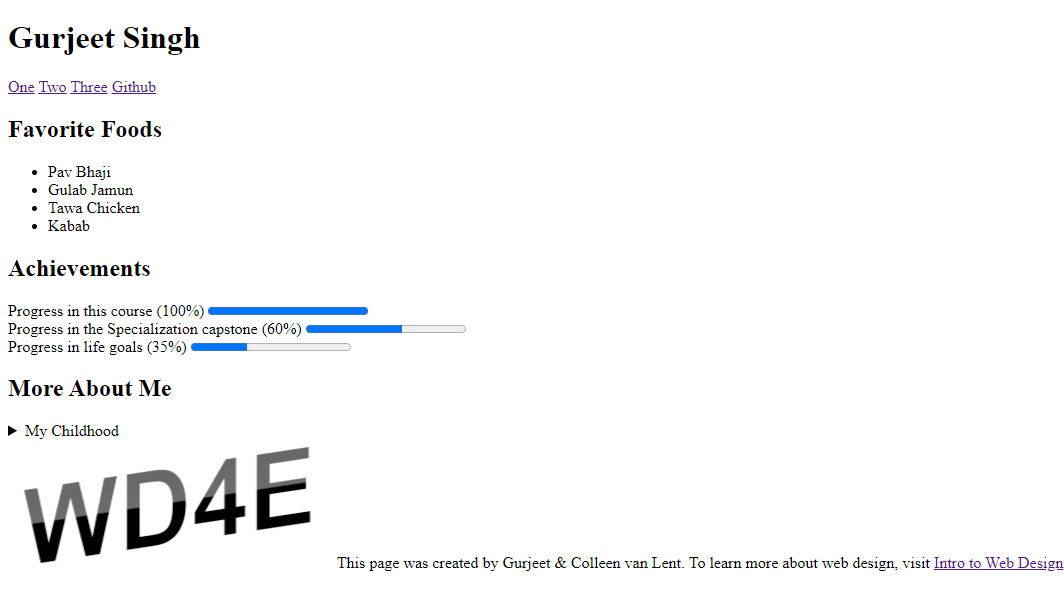 Gurjeet Singh
One Two Three Github
Favorite Foods
Pav Bhaji
Gulab Jamun
Tawa Chicken
Kabab
Achievements
Progress in this course (100%)
Progress in the Specialization capstone (60%)
Progress in life goals (35%)
More About Me
My Childhood
WD4E
This page was created by Gurjeet & Colleen van Lent. To learn more about web design, visit Intro to Web Design